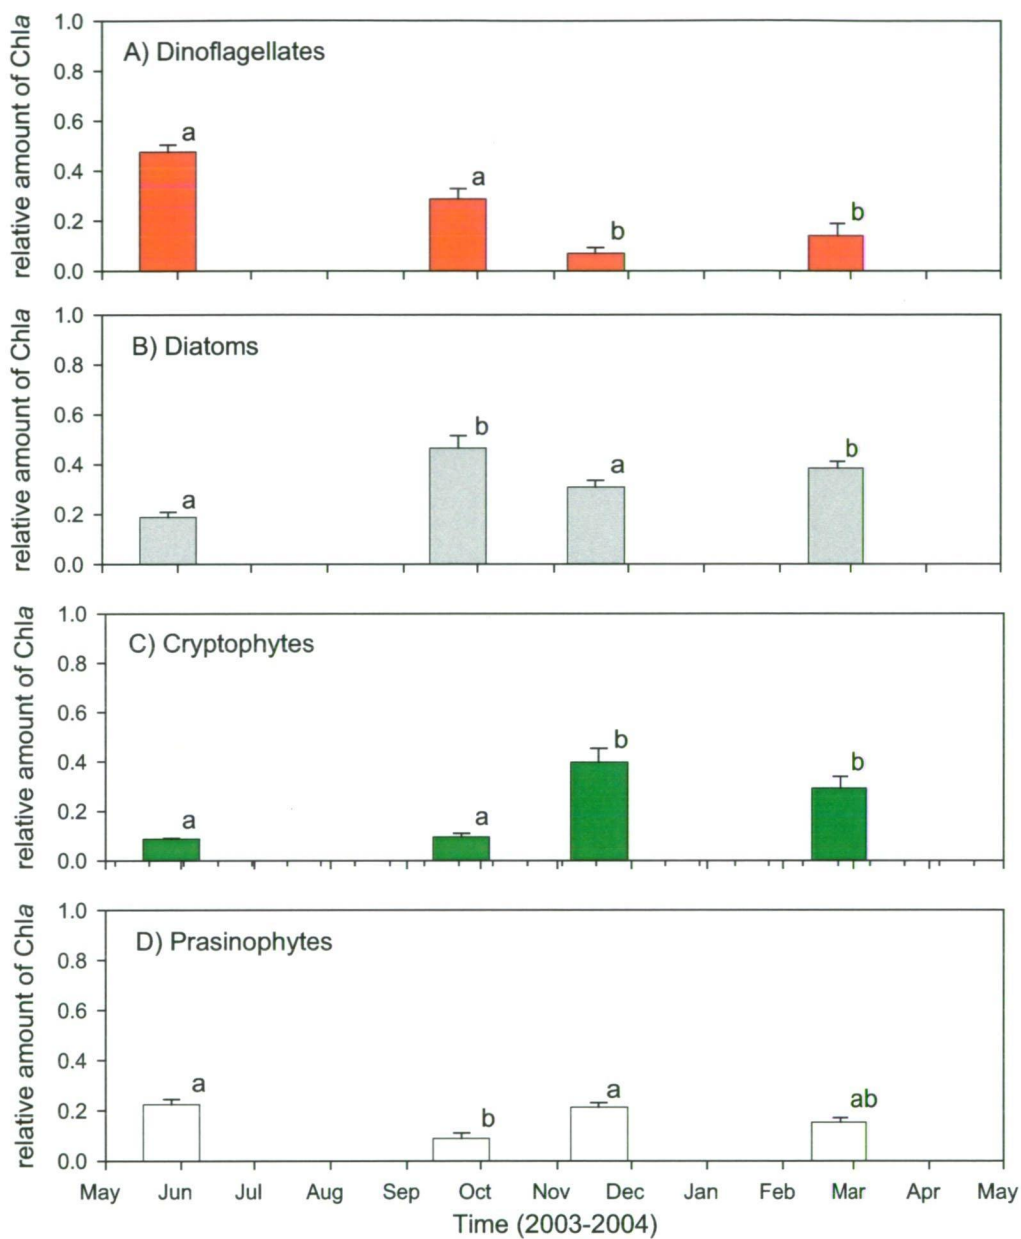 relative amount of Chla
1.0
0.8
0.6
0.4
0.2
0.0
A) Dinoflagellates
a
a
b
b
relative amount of Chla
1.0
0.8
0.6
0.4
0.2
0.0
B) Diatoms
a
b
a
b
relative amount of Chla
1.0
0.8
0.6
0.4
0.2
0.0
C) Cryptophytes
a
a
b
b
relative amount of Chla
1.0
0.8
0.6
0.4
0.2
0.0
D) Prasinophytes
a
b
a
ab
May Jun Jul Aug Sep Oct Nov Dec Jan Feb Mar Apr May
Time (2003-2004)